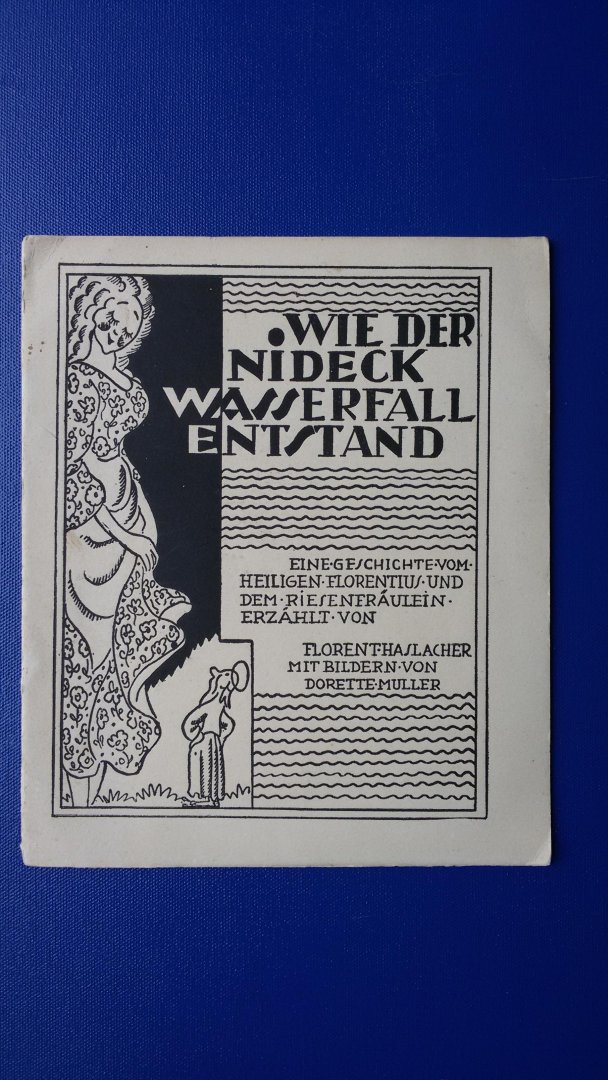 ·WIE DER
NIDECK
WASSERFALL
ENTSTAND
EINE·GESCHICHTE·VOM·
HEILIGEN·FLORENTIUS·UND
DEM·RIESENFRÄULEIN·
ERZÄHLT·VON
FLORENT·HASLACHER
MIT BILDERN·VON
DORETTE·MULLER